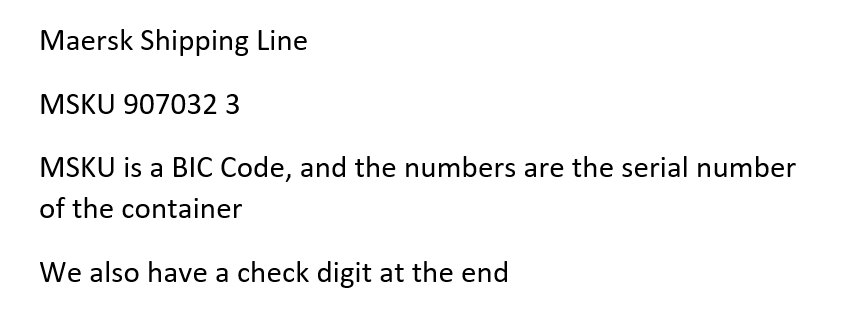 Maersk Shipping Line
MSKU 907032 3
MSKU is a BIC Code, and the numbers are the serial number
of the container
We also have a check digit at the end